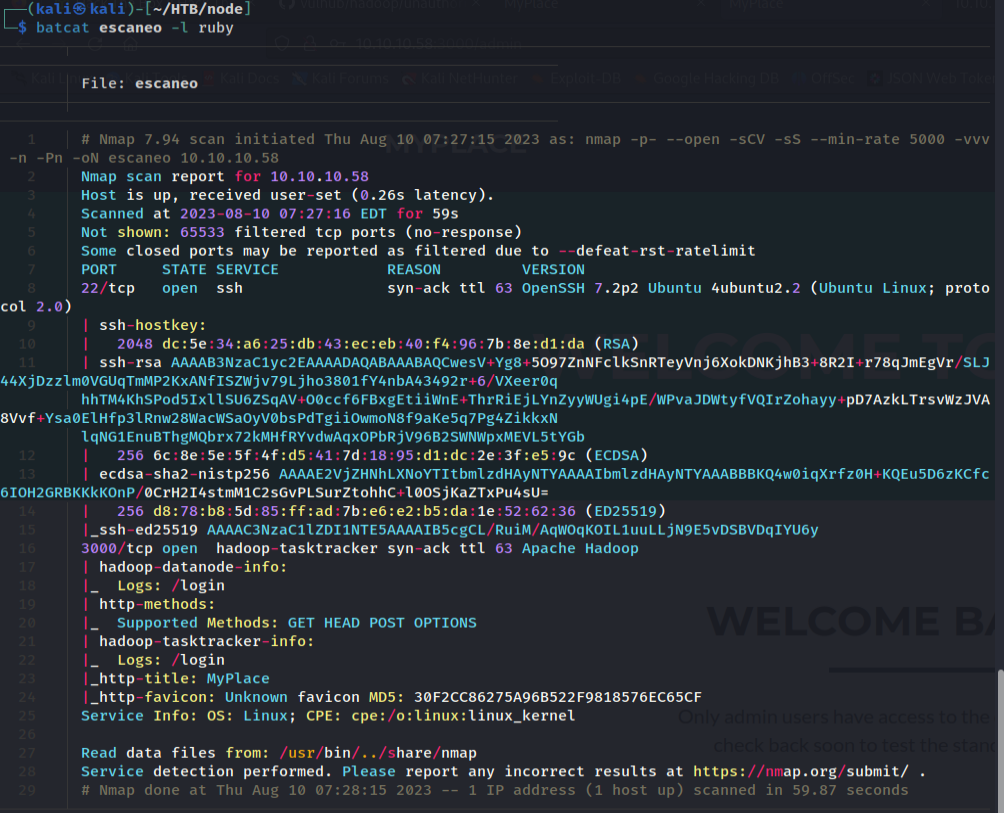 (kali㉿kali)-[~/HTB/node]
$ batcat escaneo -l ruby
File: escaneo
1 # Nmap 7.94 scan initiated Thu Aug 10 07:27:15 2023 as: nmap -p- --open -sCV -sS --min-rate 5000 -vvv
-n -Pn -oN escaneo 10.10.10.58
2 Nmap scan report for 10.10.10.58
3 Host is up, received user-set (0.26s latency).
4 Scanned at 2023-08-10 07:27:16 EDT for 59s
5 Not shown: 65533 filtered tcp ports (no-response)
6 Some closed ports may be reported as filtered due to --defeat-rst-ratelimit
7 PORT STATE SERVICE REASON VERSION
8 22/tcp open ssh syn-ack ttl 63 OpenSSH 7.2p2 Ubuntu 4ubuntu2.2 (Ubuntu Linux; proto
col 2.0)
9 | ssh-hostkey:
10 | 2048 dc:5e:34:a6:25:db:43:ec:eb:40:f4:96:7b:8e:d1:da (RSA)
11 | ssh-rsa AAAAB3NzaC1yc2EAAAADAQABAAABAQCwesV+Yg8+5O97ZnNFclkSnRTeyVnj6XokDNKjhB3+8R2I+r78qJmEgVr/SLJ
44XjDzzlm0VGUqTmMP2KxANfISZWjv79Ljho3801fY4nbA43492r+6/VXeer0q
hhTM4KhSPod5IxllSU6ZSqAV+O0ccf6FBxgEtiiWnE+ThrRiEjLYnZyyWUgi4pE/WPvaJDWtyfVQIrZohayy+pD7AzkLTrsvWzJVA
8Vvf+Ysa0ElHfp3lRnw28WacWSaOyV0bsPdTgiiOwmoN8f9aKe5q7Pg4ZikkxN
lqNG1EnuBThgMQbrx72kMHfRYvdwAqxOPbRjV96B2SWNWpxMEVL5tYGb
12 | 256 6c:8e:5e:5f:4f:d5:41:7d:18:95:d1:dc:2e:3f:e5:9c (ECDSA)
13 | ecdsa-sha2-nistp256 AAAAE2VjZHNhLXNoYTItbmlzdHAyNTYAAAAIbmlzdHAyNTYAAABBBKQ4w0iqXrfz0H+KQEu5D6zKCfc
6IOH2GRBKKkKOnP/0CrH2I4stmM1C2sGvPLSurZtohhC+l0OSjKaZTxPu4sU=
14 | 256 d8:78:b8:5d:85:ff:ad:7b:e6:e2:b5:da:1e:52:62:36 (ED25519)
15 |_ssh-ed25519 AAAAC3NzaC1lZDI1NTE5AAAAIB5cgCL/RuiM/AqWOqKOIL1uuLLjN9E5vDSBVDqIYU6y
16 3000/tcp open hadoop-tasktracker syn-ack ttl 63 Apache Hadoop
17 | hadoop-datanode-info:
18 |_ Logs: /login
19 | http-methods:
20 |_ Supported Methods: GET HEAD POST OPTIONS
21 | hadoop-tasktracker-info:
22 |_ Logs: /login
23 |_http-title: MyPlace
24 |_http-favicon: Unknown favicon MD5: 30F2CC86275A96B522F9818576EC65CF
25 Service Info: OS: Linux; CPE: cpe:/o:linux:linux_kernel
26
27 Read data files from: /usr/bin/../share/nmap
28 Service detection performed. Please report any incorrect results at https://nmap.org/submit/ .
29 # Nmap done at Thu Aug 10 07:28:15 2023 -- 1 IP address (1 host up) scanned in 59.87 seconds
MYPLACE
WELCOME TO
WELCOME BA
Only admin users have access to the
check back soon to test the stand